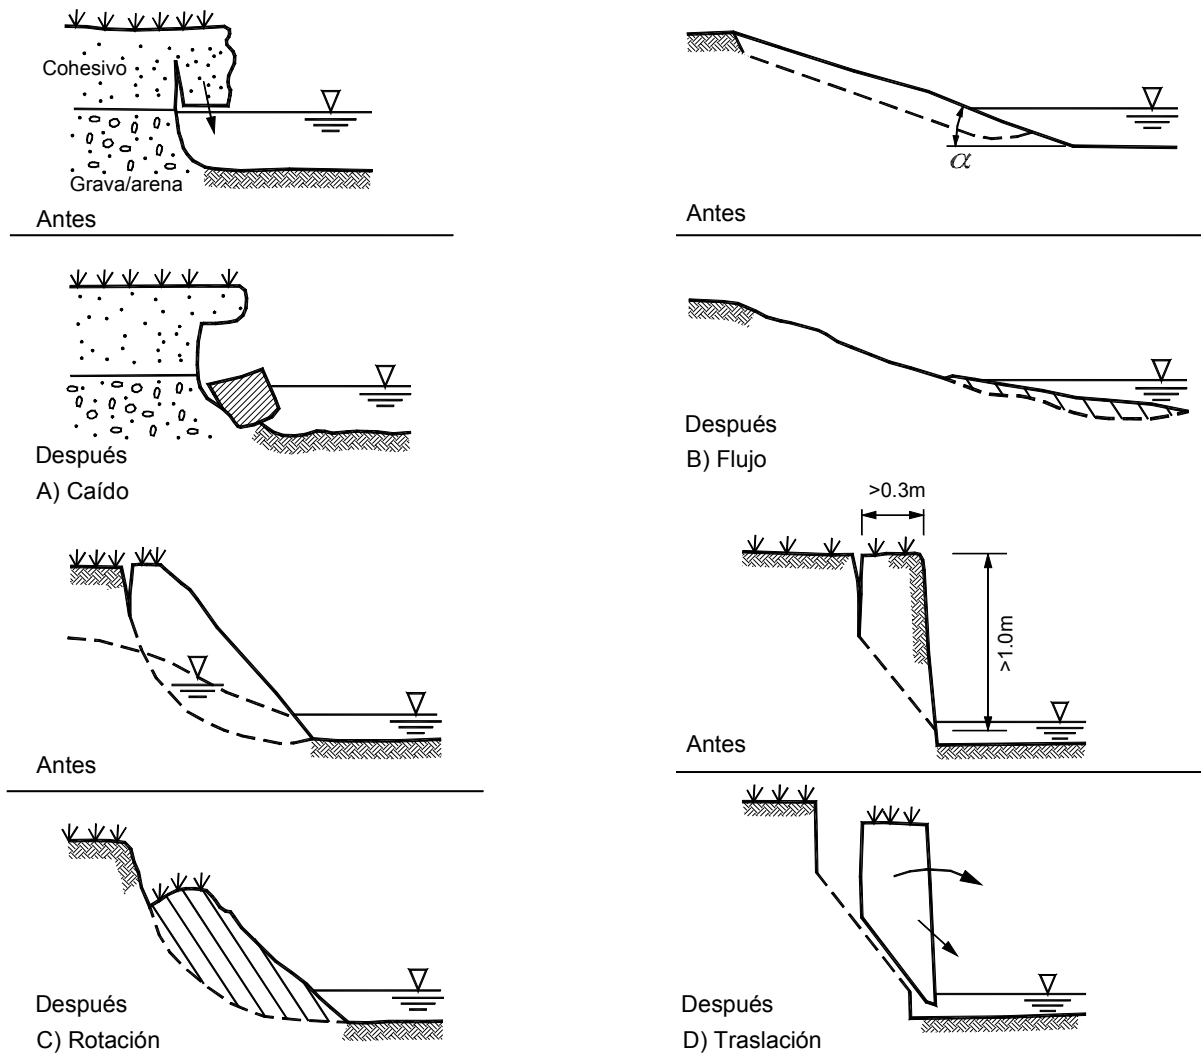 Cohesivo
Grava/arena
Antes
Después
A) Caído
α
Antes
Después
B) Flujo
Antes
Después
C) Rotación
>0.3m
>1.0m
Antes
Después
D) Traslación